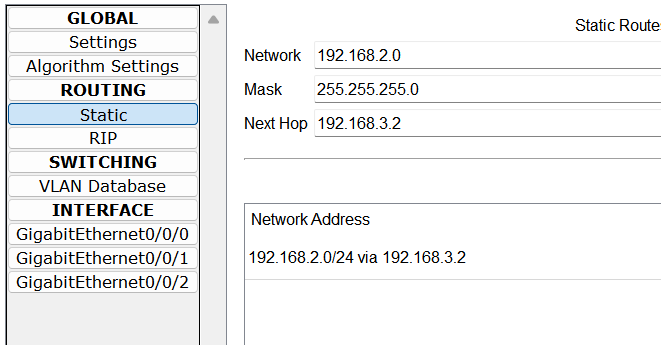 GLOBAL
Settings
Algorithm Settings
ROUTING
Static
RIP
SWITCHING
VLAN Database
INTERFACE
GigabitEthernet0/0/0
GigabitEthernet0/0/1
GigabitEthernet0/0/2
Static Routes
Network 192.168.2.0
Mask 255.255.255.0
Next Hop 192.168.3.2
Network Address
192.168.2.0/24 via 192.168.3.2